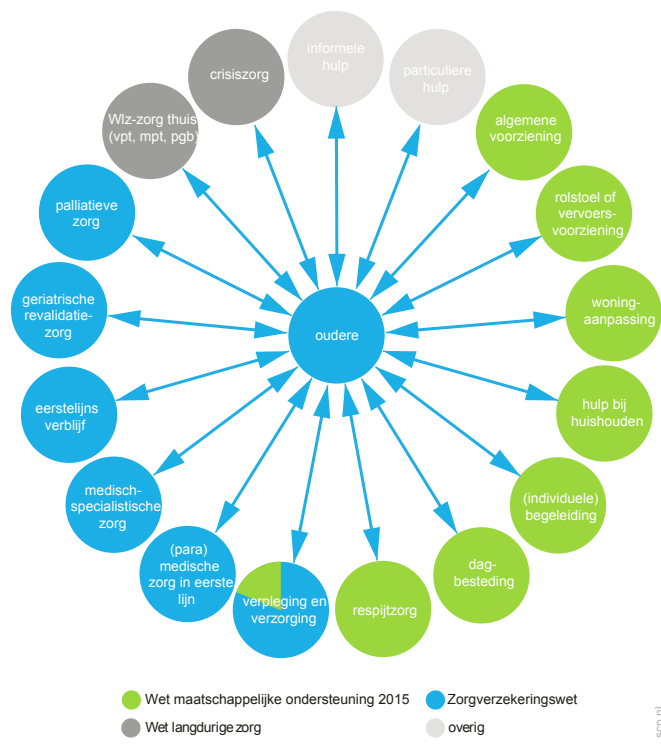 informele
hulp
particuliere
hulp
algemene
voorziening
rolstoel of
vervoers-
voorziening
woning-
aanpassing
hulp bij
huishouden
(individuele)
begeleiding
dag-
besteding
respijtzorg
verpleging en
verzorging
(para)
medische
zorg in eerste
lijn
medisch-
specialistische
zorg
eerstelijns
verblijf
geriatrische
revalidatie-
zorg
palliatieve
zorg
Wlz-zorg thuis
(vpt, mpt, pgb)
crisiszorg
oudere
Wet maatschappelijke ondersteuning 2015
Zorgverzekeringswet
Wet langdurige zorg
overig
scp.nl